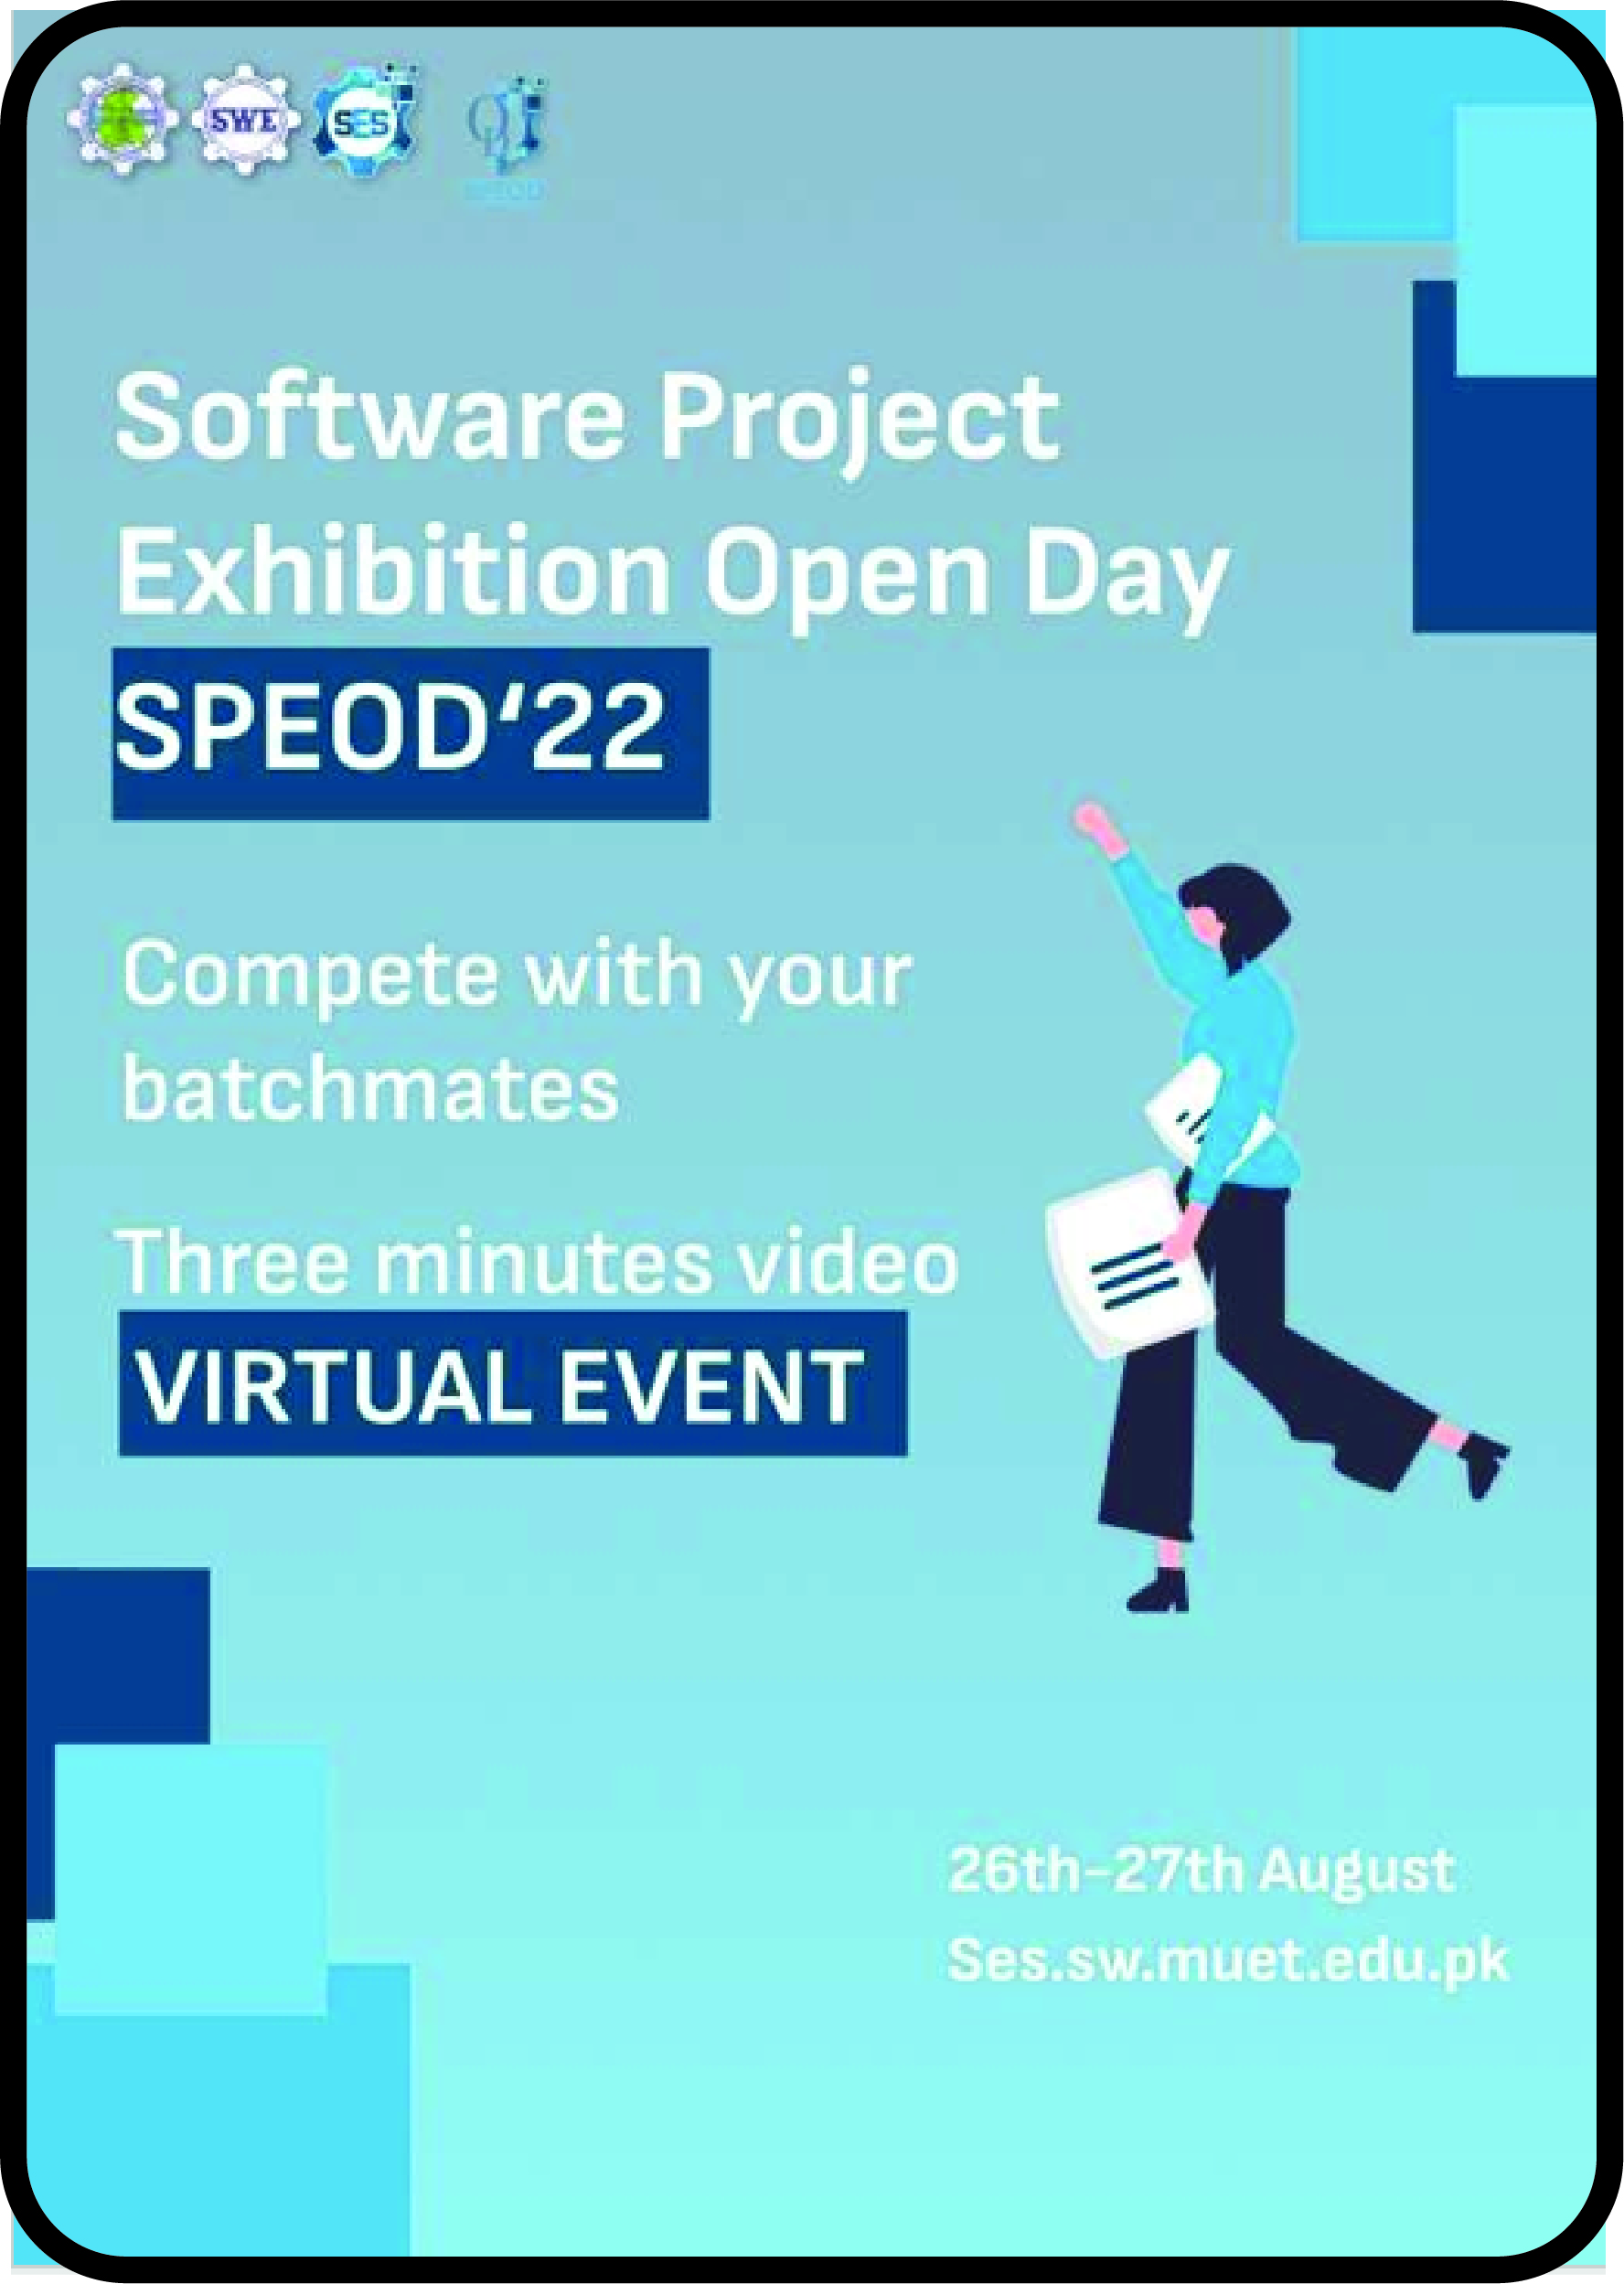 SWE
SES
Software Project
Exhibition Open Day
SPEOD‘22
Compete with your
batchmates
Three minutes video
VIRTUAL EVENT
26th-27th August
Ses.sw.muet.edu.pk